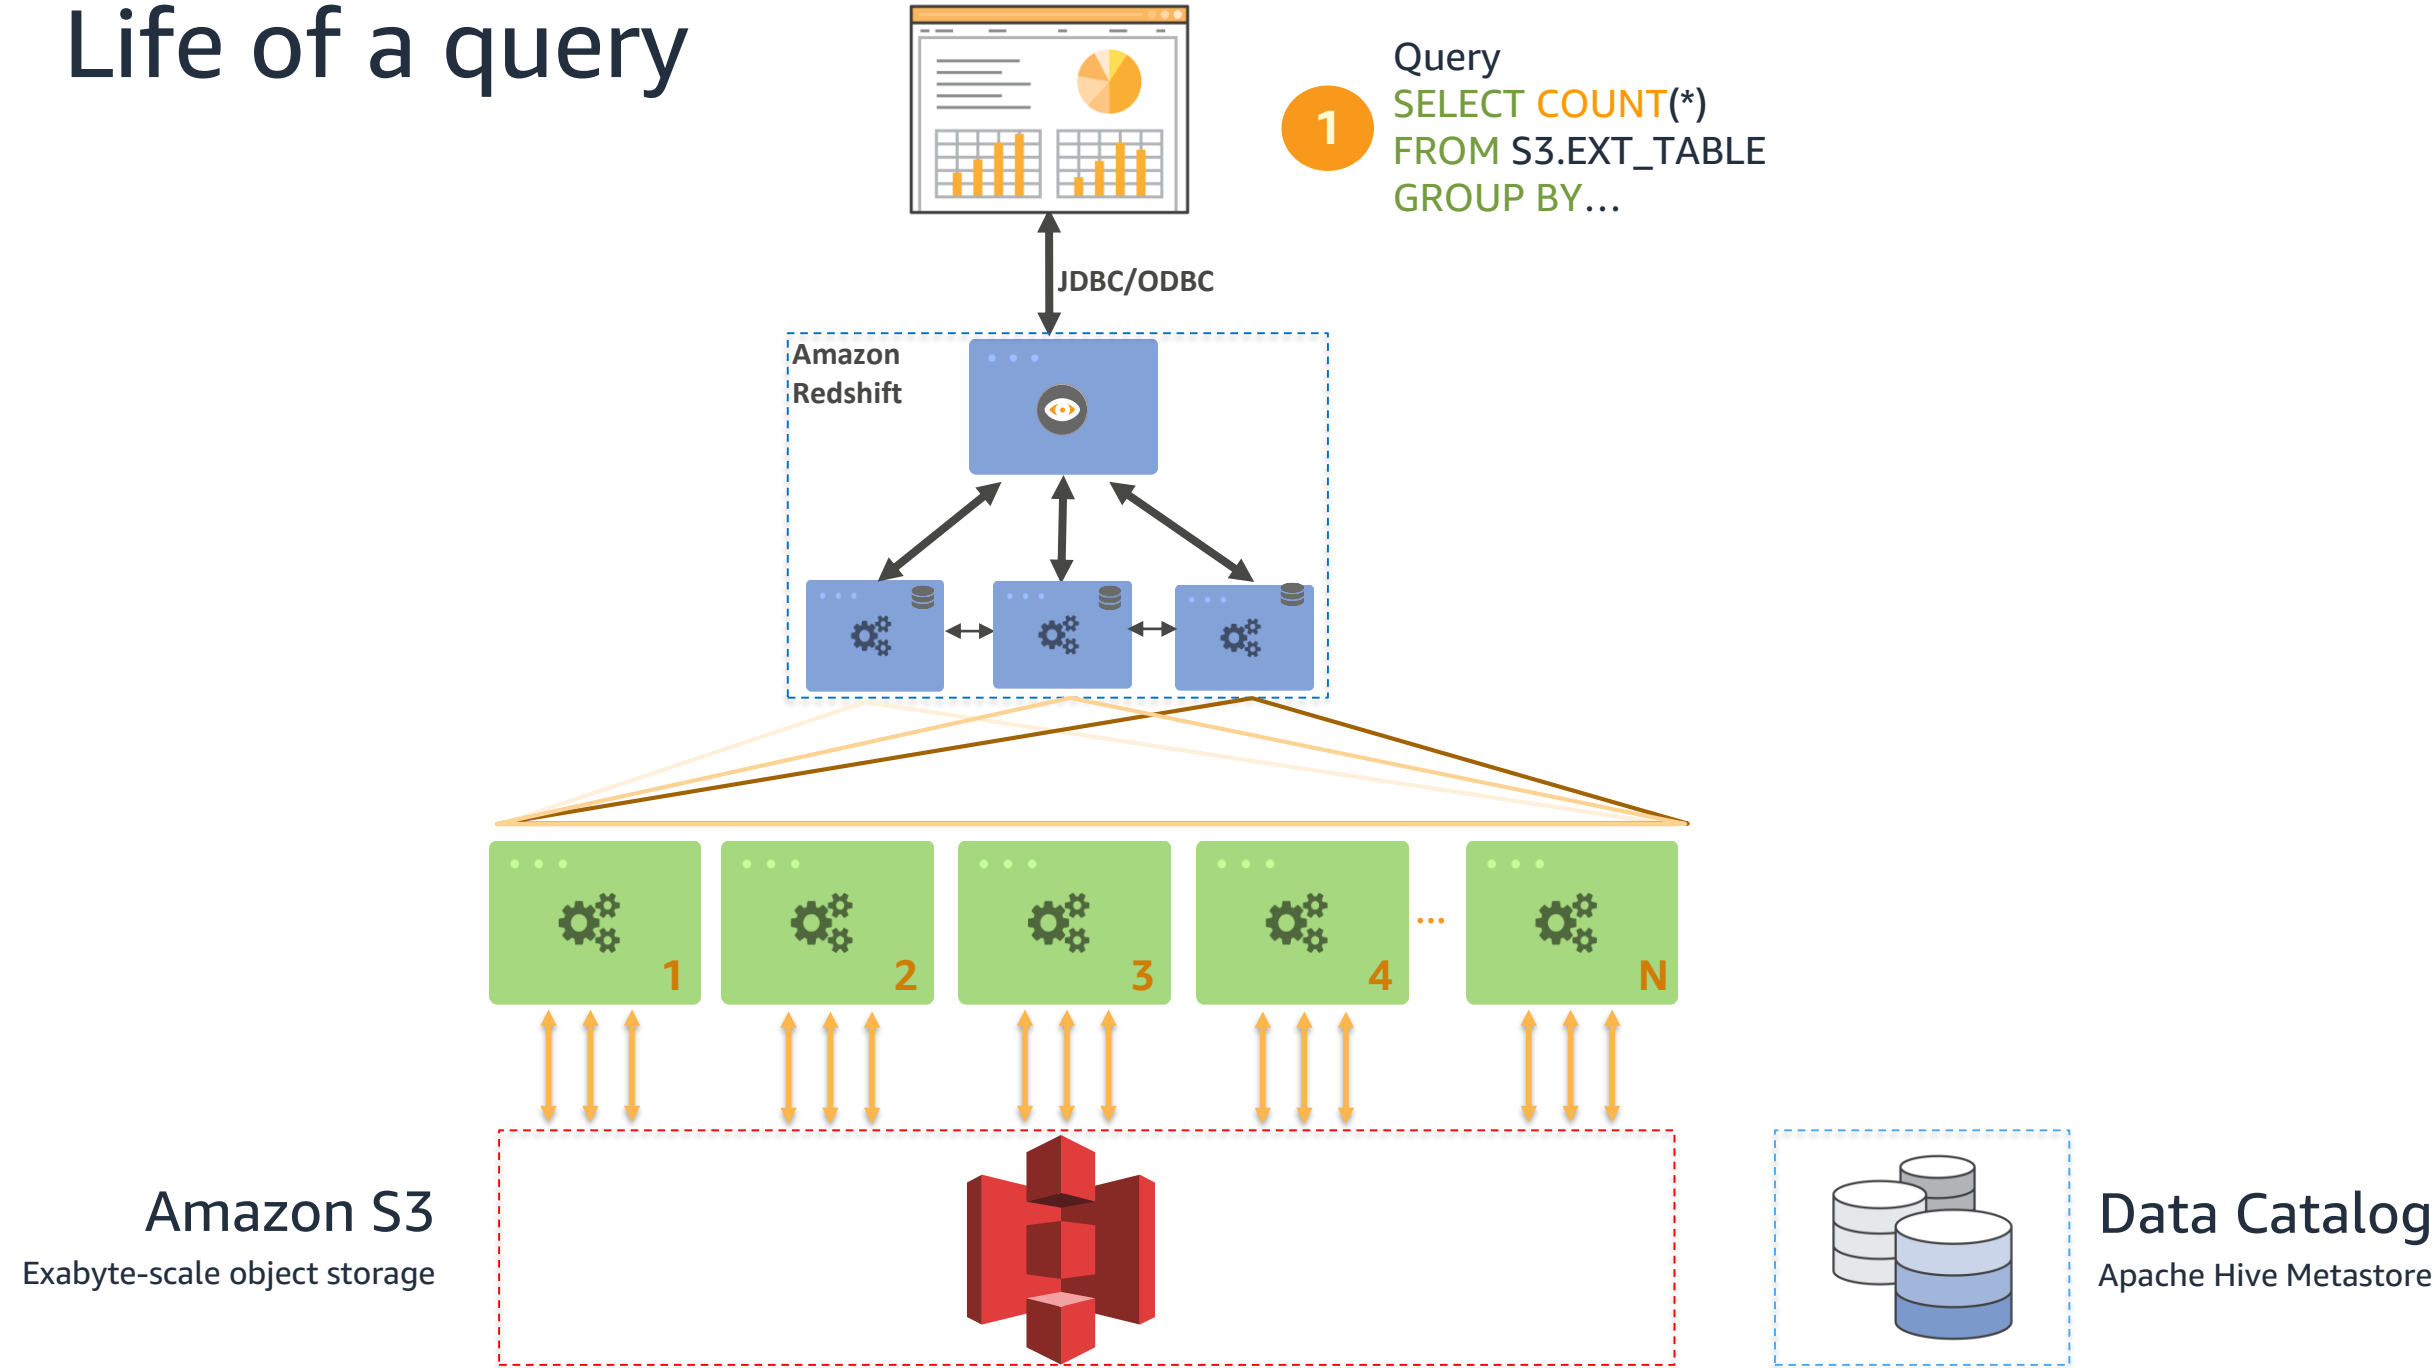 Life of a query
1
Query
SELECT COUNT(*)
FROM S3.EXT_TABLE
GROUP BY...
JDBC/ODBC
Amazon
Redshift
1
2
3
4
...
N
Amazon S3
Exabyte-scale object storage
Data Catalog
Apache Hive Metastore